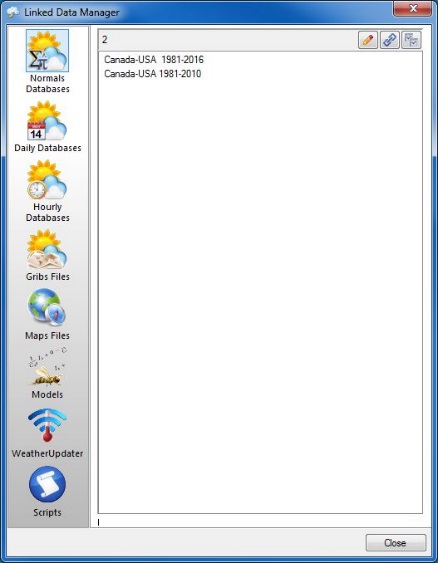 Linked Data Manager
2
Canada-USA 1981-2016
Canada-USA 1981-2010
Normals
Databases
14
Daily Databases
Hourly
Databases
Gribs Files
Maps Files
Models
WeatherUpdater
Scripts
Close